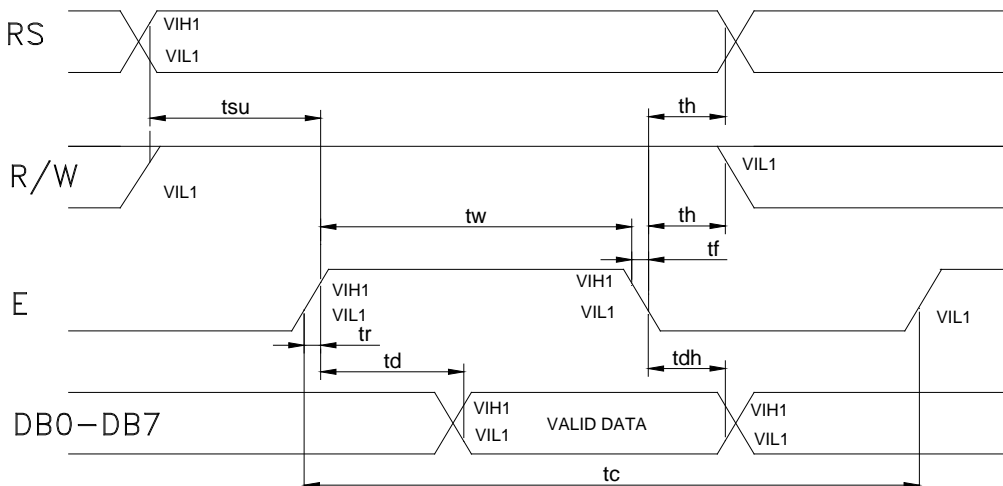 RS
VIH1
VIL1
tsu
th
R/W
VIL1
VIL1
tw
th
tf
E
VIH1
VIL1
VIH1
VIL1
VIL1
tr
td
tdh
DB0-DB7
VIH1
VIL1
VALID DATA
VIH1
VIL1
tc